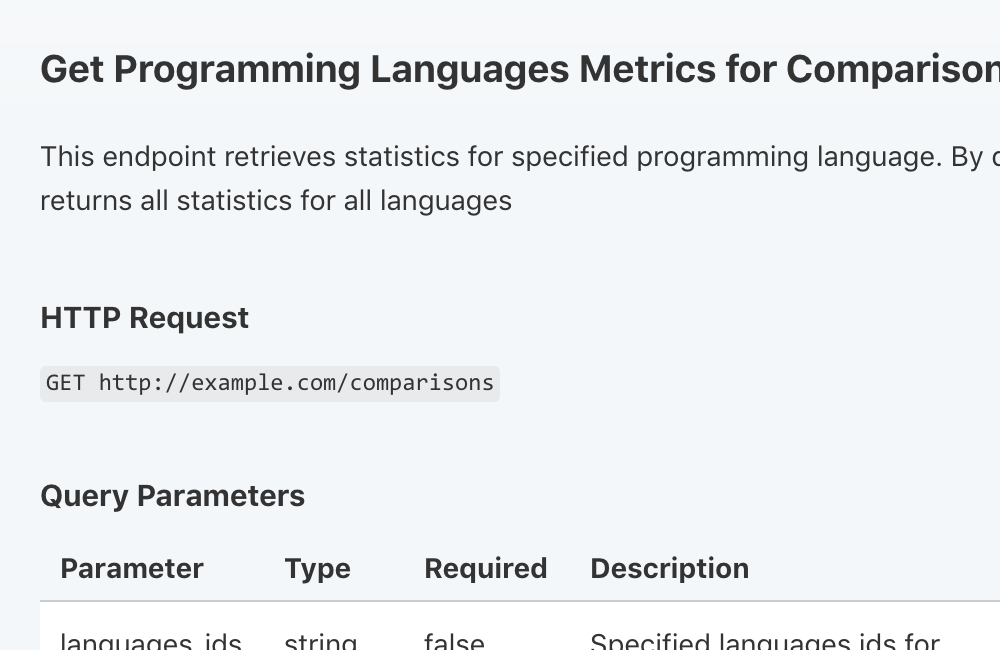 Get Programming Languages Metrics for Comparison
This endpoint retrieves statistics for specified programming language. By
returns all statistics for all languages
HTTP Request
GET http://example.com/comparisons
Query Parameters
Parameter Type Required Description
languages_ids string false Specified languages ids for